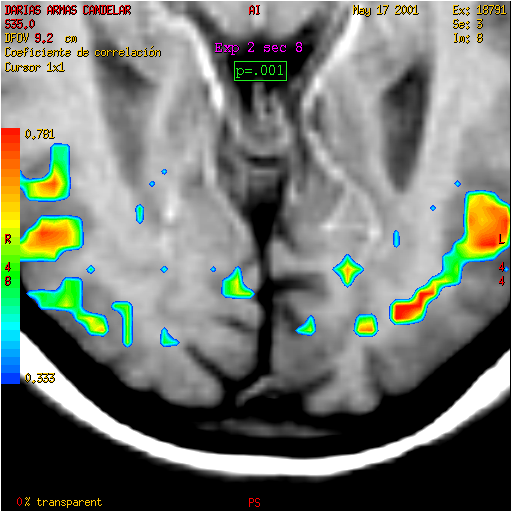 DARIAS ARMAS CANDELAR
AI
May 17 2001
Ex: 18791
S35.0
Se: 3
DFOV 9.2 cm
Im: 8
Coeficiente de correlación
Exp 2 sec 8
Cursor 1x1
p=.001
0.781
R
L
4
4
8
4
0.333
0% transparent
PS